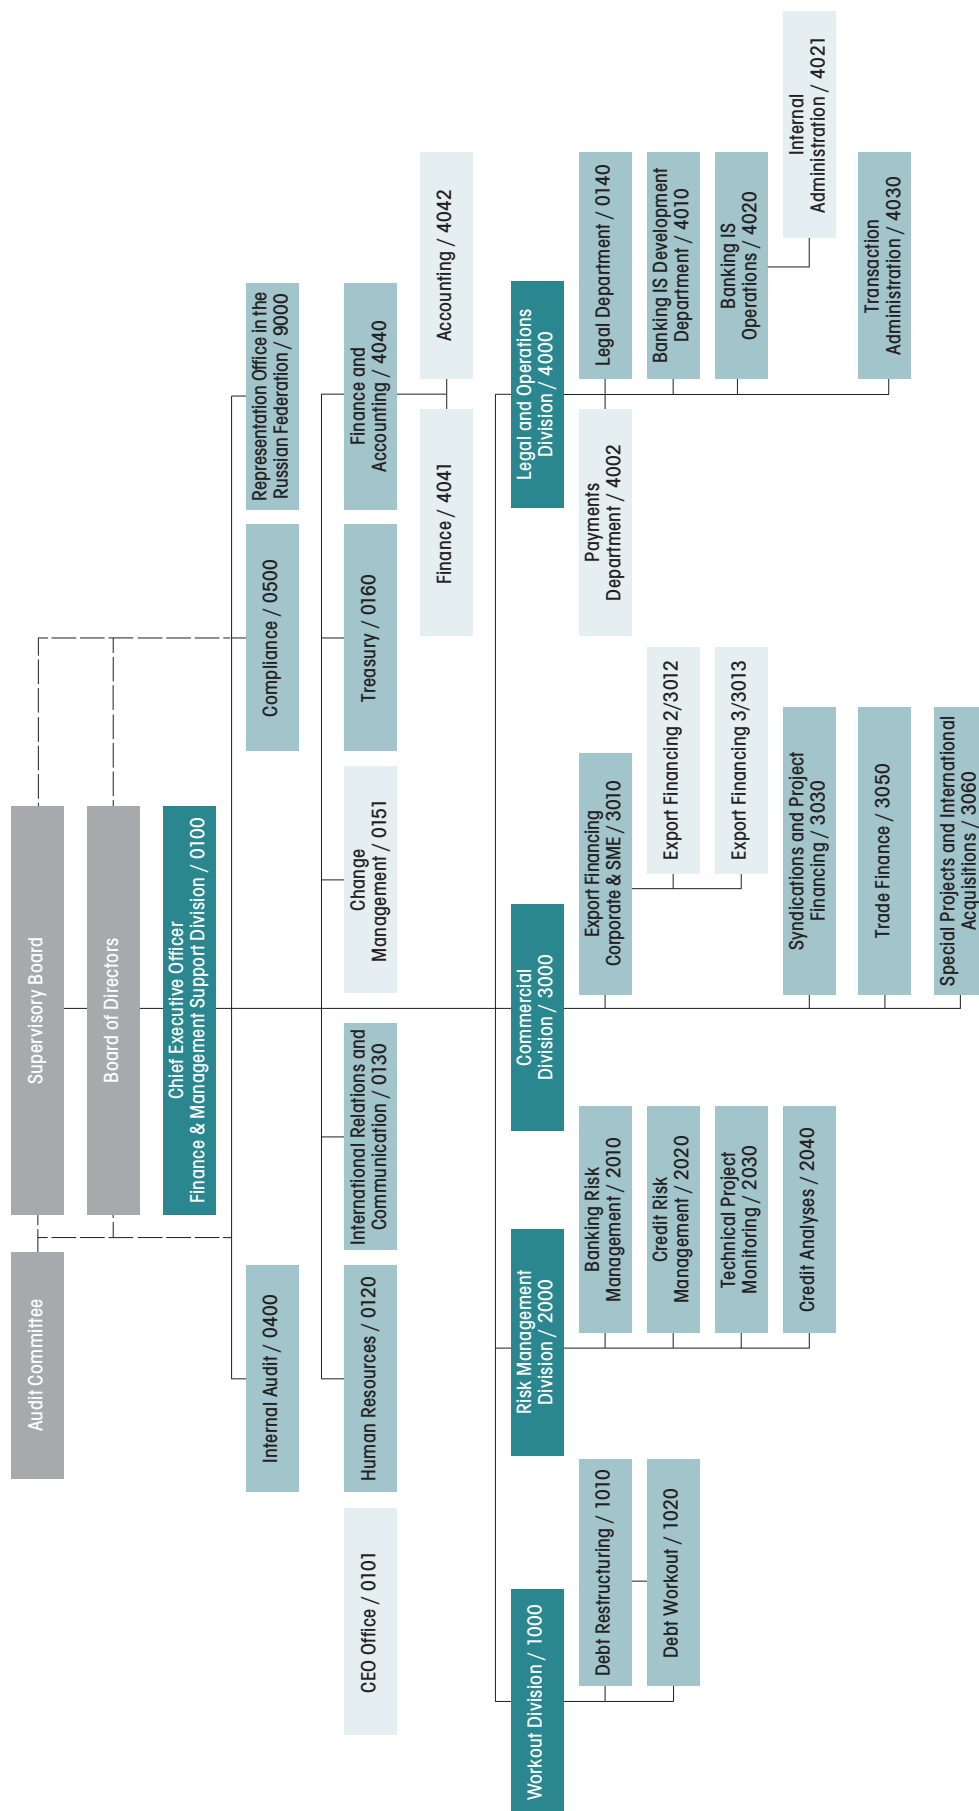 Audit Committee
Supervisory Board
Board of Directors
Chief Executive Officer
Finance & Management Support Division / 0100
Internal Audit / 0400
Compliance / 0500
Representation Office in the
Russian Federation / 9000
CEO Office / 0101
Human Resources / 0120
International Relations and
Communication / 0130
Change
Management / 0151
Treasury / 0160
Finance and
Accounting / 4040
Finance / 4041
Accounting / 4042
Workout Division / 1000
Debt Restructuring / 1010
Debt Workout / 1020
Risk Management
Division / 2000
Banking Risk
Management / 2010
Credit Risk
Management / 2020
Technical Project
Monitoring / 2030
Credit Analyses / 2040
Commercial
Division / 3000
Export Financing
Corporate & SME / 3010
Export Financing 2/3012
Export Financing 3/3013
Syndications and Project
Financing / 3030
Trade Finance / 3050
Special Projects and International
Acquisitions / 3060
Legal and Operations
Division / 4000
Payments
Department / 4002
Legal Department / 0140
Banking IS Development
Department / 4010
Banking IS
Operations / 4020
Internal
Administration / 4021
Transaction
Administration / 4030